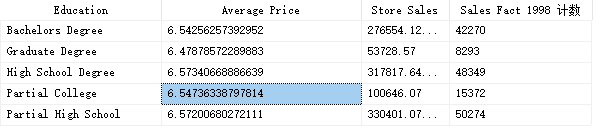 Education Average Price Store Sales Sales Fact 1998 计数
Bachelors Degree 6.54256257392952 276554.12... 42270
Graduate Degree 6.47878572289883 53728.57 8293
High School Degree 6.57340668886639 317817.64... 48349
Partial College 6.54736338797814 100646.07 15372
Partial High School 6.57200680272111 330401.07... 50274